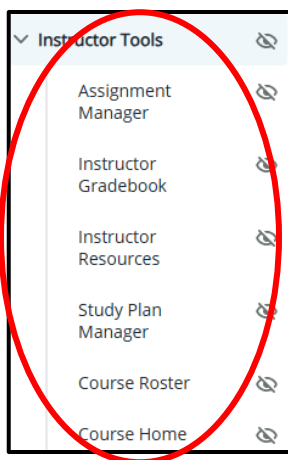 Instructor Tools
Assignment
Manager
Instructor
Gradebook
Instructor
Resources
Study Plan
Manager
Course Roster
Course Home